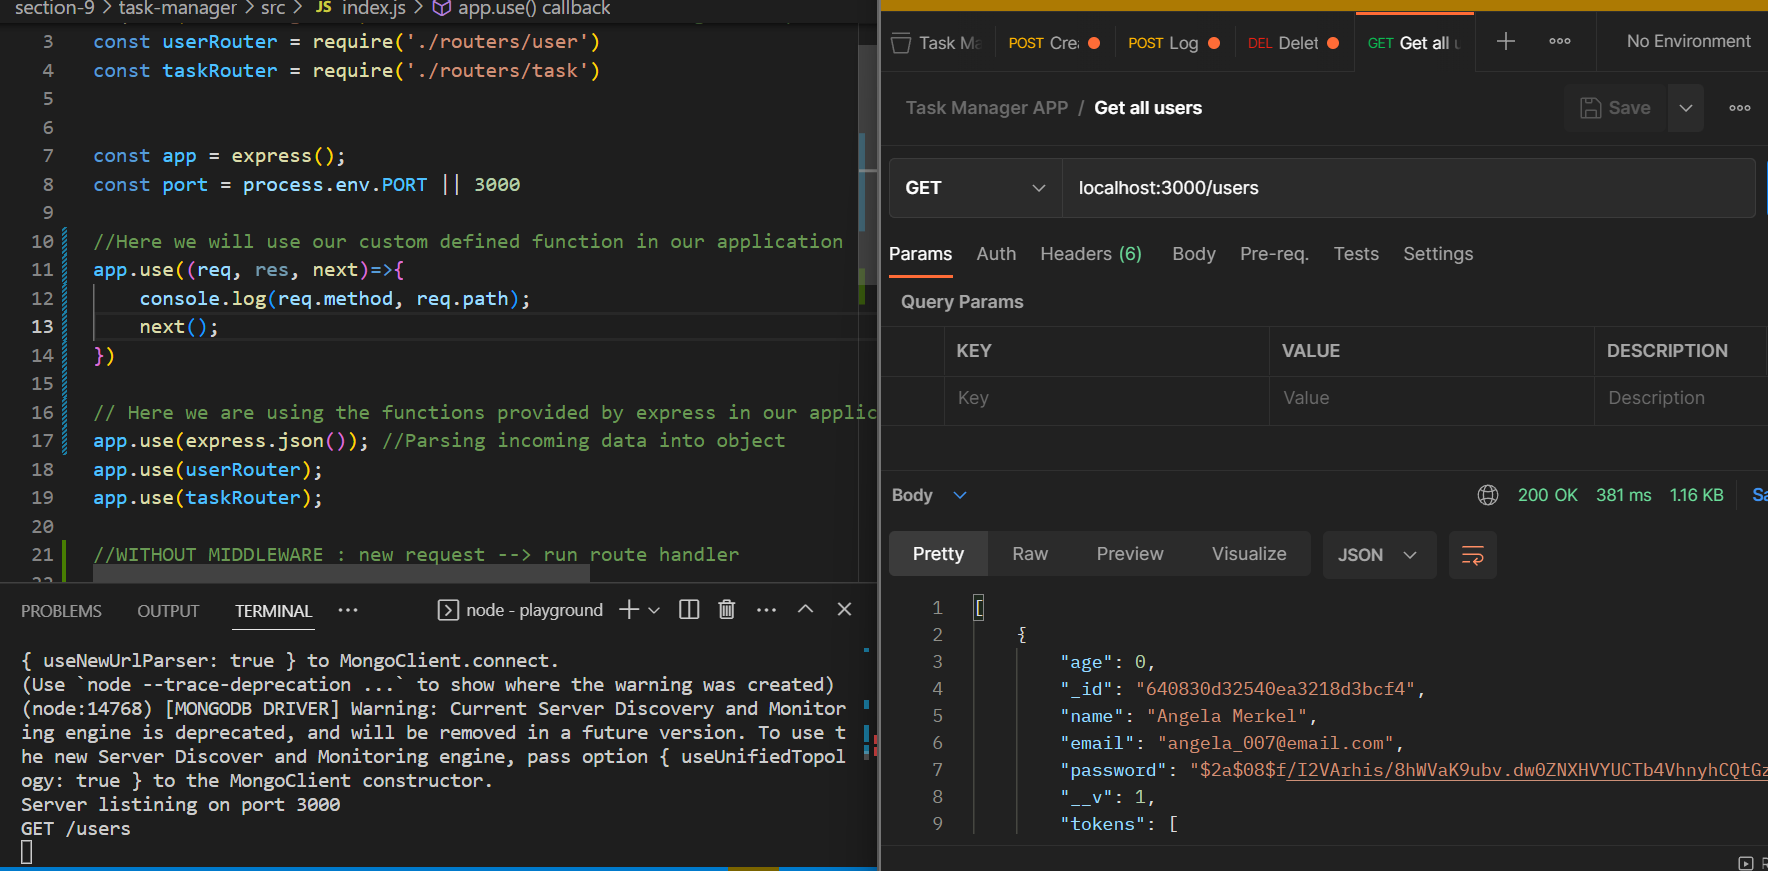 section-9 > task-manager > src > JS index.js > app.use() callback
3 const userRouter = require('./routers/user')
4 const taskRouter = require('./routers/task')
5
6
7 const app = express();
8 const port = process.env.PORT || 3000
9
10 //Here we will use our custom defined function in our application
11 app.use((req, res, next)=>{
12 console.log(req.method, req.path);
13 next();
14 })
15
16 // Here we are using the functions provided by express in our applic
17 app.use(express.json()); //Parsing incoming data into object
18 app.use(userRouter);
19 app.use(taskRouter);
20
21 //WITHOUT MIDDLEWARE : new request --> run route handler
PROBLEMS OUTPUT TERMINAL ··· node - playground
{ useNewUrlParser: true } to MongoClient.connect.
(Use `node --trace-deprecation ...` to show where the warning was created)
(node:14768) [MONGODB DRIVER] Warning: Current Server Discovery and Monitor
ing engine is deprecated, and will be removed in a future version. To use t
he new Server Discover and Monitoring engine, pass option { useUnifiedTopol
ogy: true } to the MongoClient constructor.
Server listining on port 3000
GET /users
Task Ma POST Crea POST Log DEL Delet GET Get all u No Environment
Task Manager APP / Get all users Save
GET localhost:3000/users
Params Auth Headers (6) Body Pre-req. Tests Settings
Query Params
KEY VALUE DESCRIPTION
Key Value Description
Body 200 OK 381 ms 1.16 KB Sa
Pretty Raw Preview Visualize JSON
1 [
2 {
3 "age": 0,
4 "_id": "640830d32540ea3218d3bcf4",
5 "name": "Angela Merkel",
6 "email": "angela_007@email.com",
7 "password": "$2a$08$f/I2VArhis/8hWVaK9ubv.dw0ZNXHVYUCTb4VhnyhCQtGz
8 "__v": 1,
9 "tokens": [